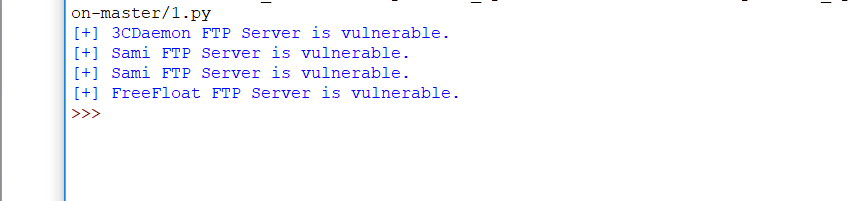 on-master/1.py
[+] 3CDaemon FTP Server is vulnerable.
[+] Sami FTP Server is vulnerable.
[+] Sami FTP Server is vulnerable.
[+] FreeFloat FTP Server is vulnerable.
>>>